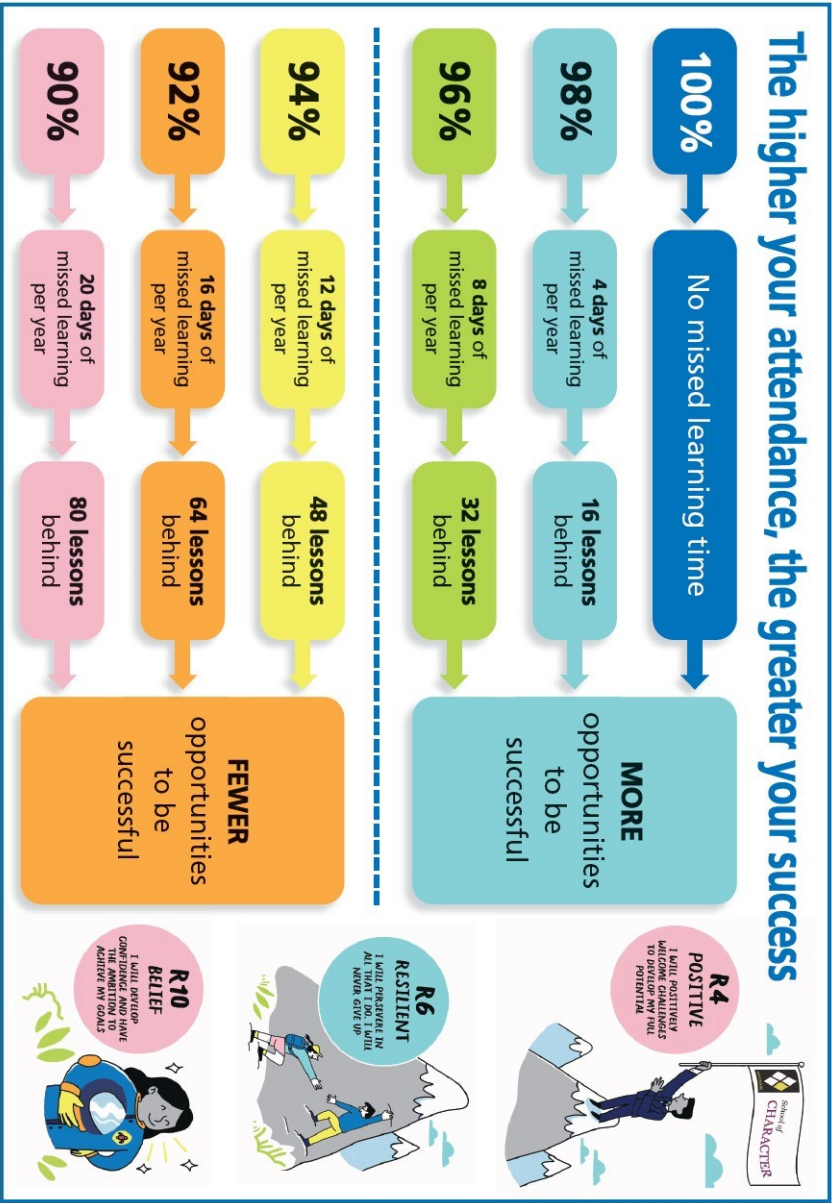 The higher your attendance, the greater your success
100%
No missed learning time
98%
4 days of
missed learning
per year
16 lessons
behind
96%
8 days of
missed learning
per year
32 lessons
behind
MORE
opportunities
to be
successful
94%
12 days of
missed learning
per year
48 lessons
behind
92%
16 days of
missed learning
per year
64 lessons
behind
90%
20 days of
missed learning
per year
80 lessons
behind
FEWER
opportunities
to be
successful
R4
POSITIVE
I WILL POSITIVELY
WELCOME CHALLENGES
TO DEVELOP MY FULL
POTENTIAL
School of
CHARACTER
R6
RESILIENT
I WILL PERSEVERE IN
ALL THAT I DO. I WILL
NEVER GIVE UP
R10
BELIEF
I WILL DEVELOP
CONFIDENCE AND HAVE
THE AMBITION TO
ACHIEVE MY GOALS